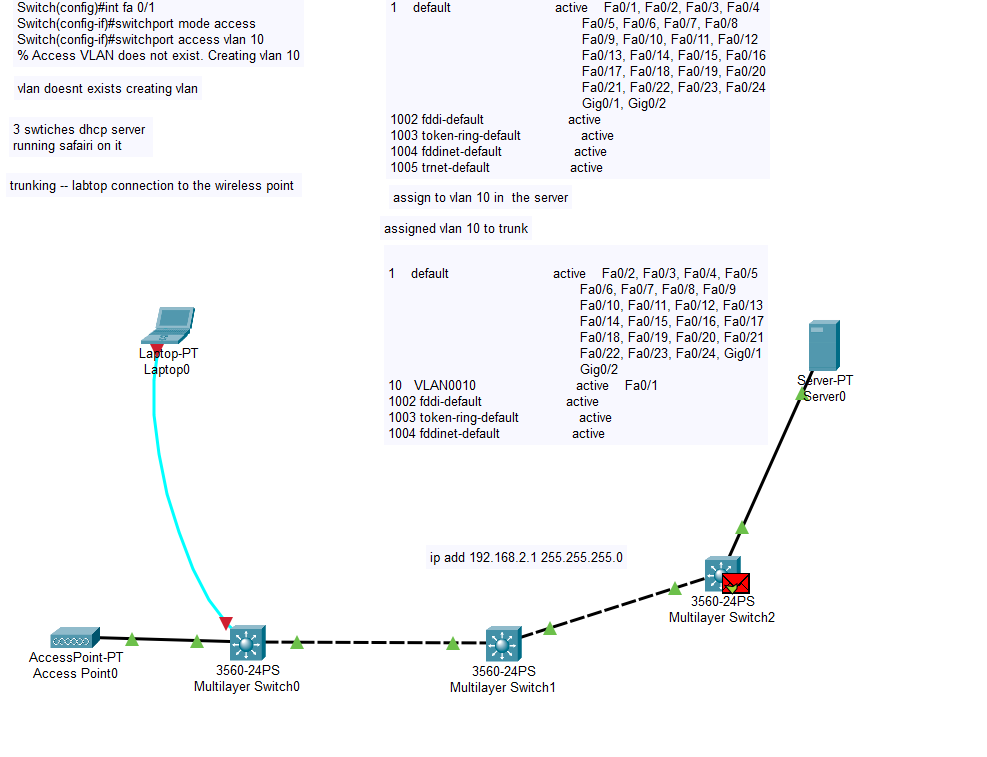 Switch(config)#int fa 0/1
Switch(config-if)#switchport mode access
Switch(config-if)#switchport access vlan 10
% Access VLAN does not exist. Creating vlan 10
vlan doesnt exists creating vlan
3 swtiches dhcp server
running safairi on it
trunking -- labtop connection to the wireless point
1 default active Fa0/1, Fa0/2, Fa0/3, Fa0/4
Fa0/5, Fa0/6, Fa0/7, Fa0/8
Fa0/9, Fa0/10, Fa0/11, Fa0/12
Fa0/13, Fa0/14, Fa0/15, Fa0/16
Fa0/17, Fa0/18, Fa0/19, Fa0/20
Fa0/21, Fa0/22, Fa0/23, Fa0/24
Gig0/1, Gig0/2
1002 fddi-default active
1003 token-ring-default active
1004 fddinet-default active
1005 trnet-default active
assign to vlan 10 in the server
assigned vlan 10 to trunk
1 default active Fa0/2, Fa0/3, Fa0/4, Fa0/5
Fa0/6, Fa0/7, Fa0/8, Fa0/9
Fa0/10, Fa0/11, Fa0/12, Fa0/13
Fa0/14, Fa0/15, Fa0/16, Fa0/17
Fa0/18, Fa0/19, Fa0/20, Fa0/21
Fa0/22, Fa0/23, Fa0/24, Gig0/1
Gig0/2
10 VLAN0010 active Fa0/1
1002 fddi-default active
1003 token-ring-default active
1004 fddinet-default active
Laptop-PT
Laptop0
Server-PT
Server0
ip add 192.168.2.1 255.255.255.0
3560-24PS
Multilayer Switch2
AccessPoint-PT
Access Point0
3560-24PS
Multilayer Switch0
3560-24PS
Multilayer Switch1